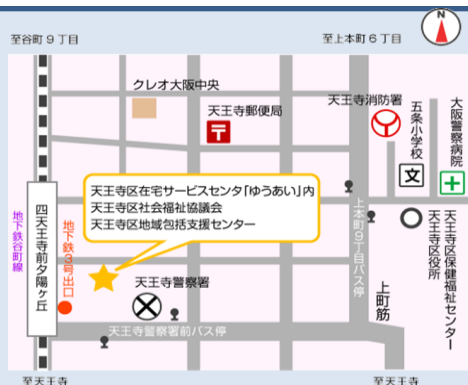 至谷町9丁目
至上本町6丁目
N
クレオ大阪中央
天王寺郵便局
天王寺消防署
五条小学校
文
大阪警察病院
天王寺区在宅サービスセンタ「ゆうあい」内
天王寺区社会福祉協議会
天王寺区地域包括支援センター
上本町9丁目バス停
天王寺区保健福祉センター
天王寺区役所
地下鉄谷町線
四天王寺前夕陽ヶ丘
地下鉄3号出口
天王寺警察署
上町筋
天王寺警察署前バス停
至天王寺
至天王寺